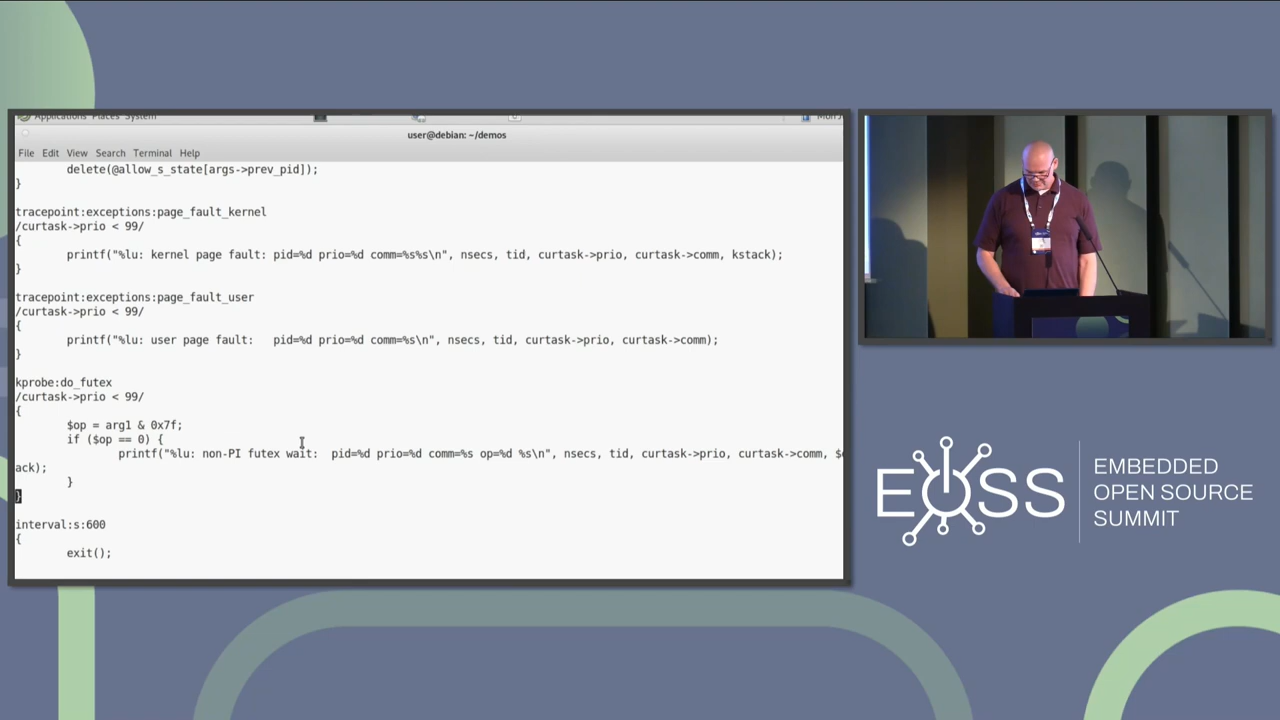 Applications Places System
Mon
user@debian: ~/demos
File Edit View Search Terminal Help
delete(@allow_s_state[args->prev_pid]);
}
tracepoint:exceptions:page_fault_kernel
/curtask->prio < 99/
{
printf("%lu: kernel page fault: pid=%d prio=%d comm=%s%s\n", nsecs, tid, curtask->prio, curtask->comm, kstack);
}
tracepoint:exceptions:page_fault_user
/curtask->prio < 99/
{
printf("%lu: user page fault:   pid=%d prio=%d comm=%s\n", nsecs, tid, curtask->prio, curtask->comm);
}
kprobe:do_futex
/curtask->prio < 99/
{
$op = arg1 & 0x7f;
if ($op == 0) {
printf("%lu: non-PI futex wait:  pid=%d prio=%d comm=%s op=%d %s\n", nsecs, tid, curtask->prio, curtask->comm,
ack);
}
}
interval:s:600
{
exit();
EOSS
EMBEDDED
OPEN SOURCE
SUMMIT